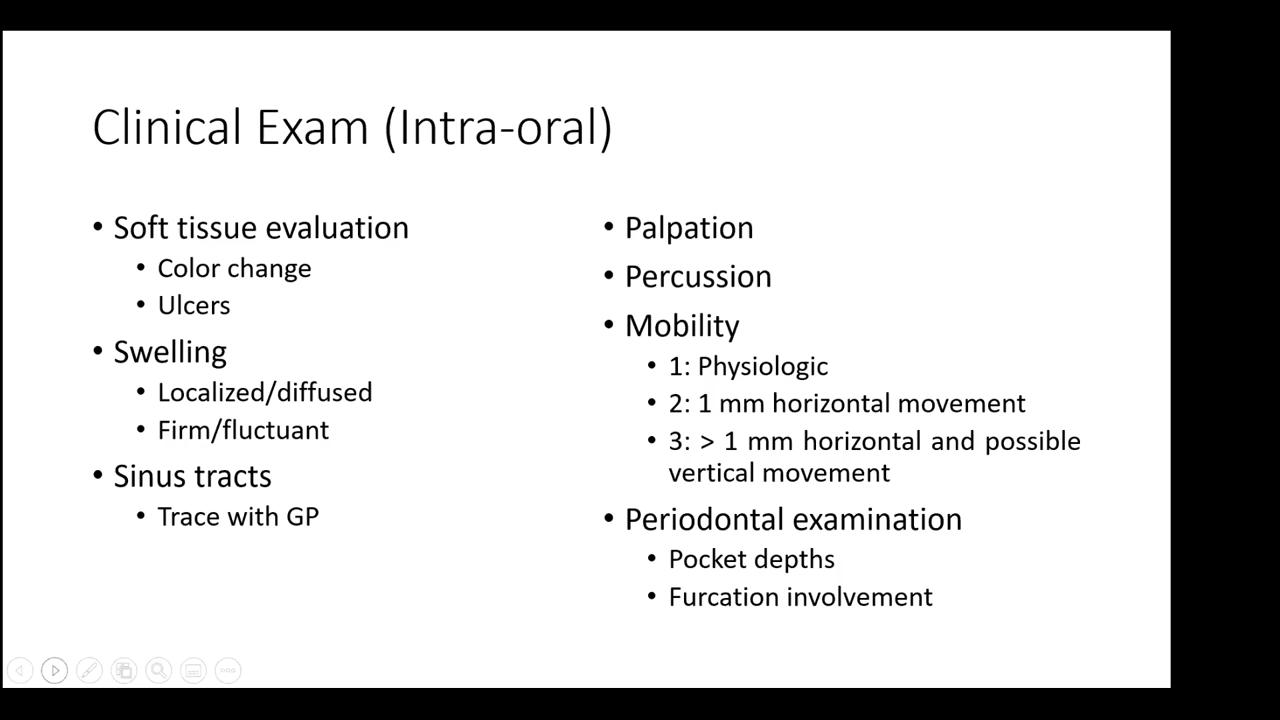 Clinical Exam (Intra-oral)
• Soft tissue evaluation
• Color change
• Ulcers
• Swelling
• Localized/diffused
• Firm/fluctuant
• Sinus tracts
• Trace with GP
• Palpation
• Percussion
• Mobility
• 1: Physiologic
• 2: 1 mm horizontal movement
• 3: > 1 mm horizontal and possible
vertical movement
• Periodontal examination
• Pocket depths
• Furcation involvement